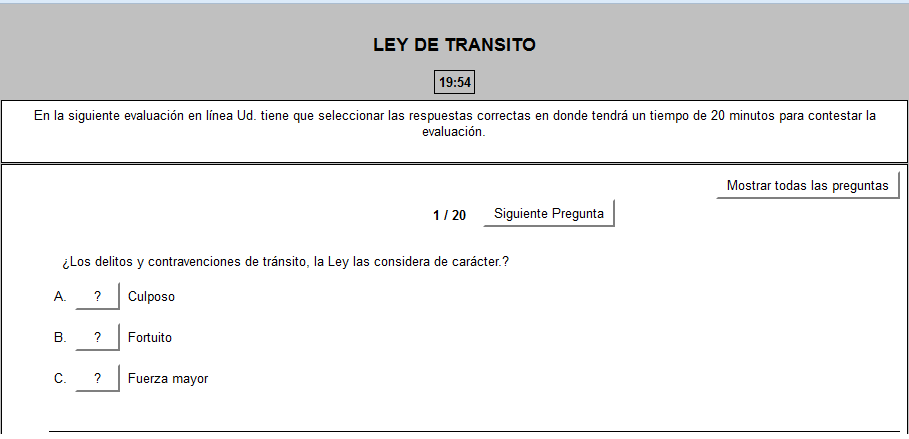 LEY DE TRANSITO
19:54
En la siguiente evaluación en línea Ud. tiene que seleccionar las respuestas correctas en donde tendrá un tiempo de 20 minutos para contestar la
evaluación.
Mostrar todas las preguntas
1 / 20 Siguiente Pregunta
¿Los delitos y contravenciones de tránsito, la Ley las considera de carácter.?
A. ? Culposo
B. ? Fortuito
C. ? Fuerza mayor